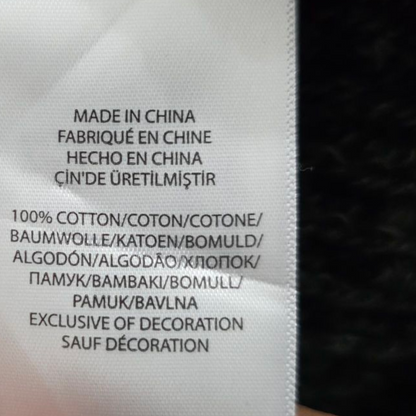 MADE IN CHINA
FABRIQUÉ EN CHINE
HECHO EN CHINA
ÇİN'DE ÜRETİLMİŞTİR
100% COTTON/COTON/COTONE/
BAUMWOLLE/KATOEN/BOMULD/
ALGODÓN/ALGODÃO/ХЛОПОК/
ПАМУК/BAMBAKI/BOMULL/
PAMUK/BAVLNA
EXCLUSIVE OF DECORATION
SAUF DÉCORATION